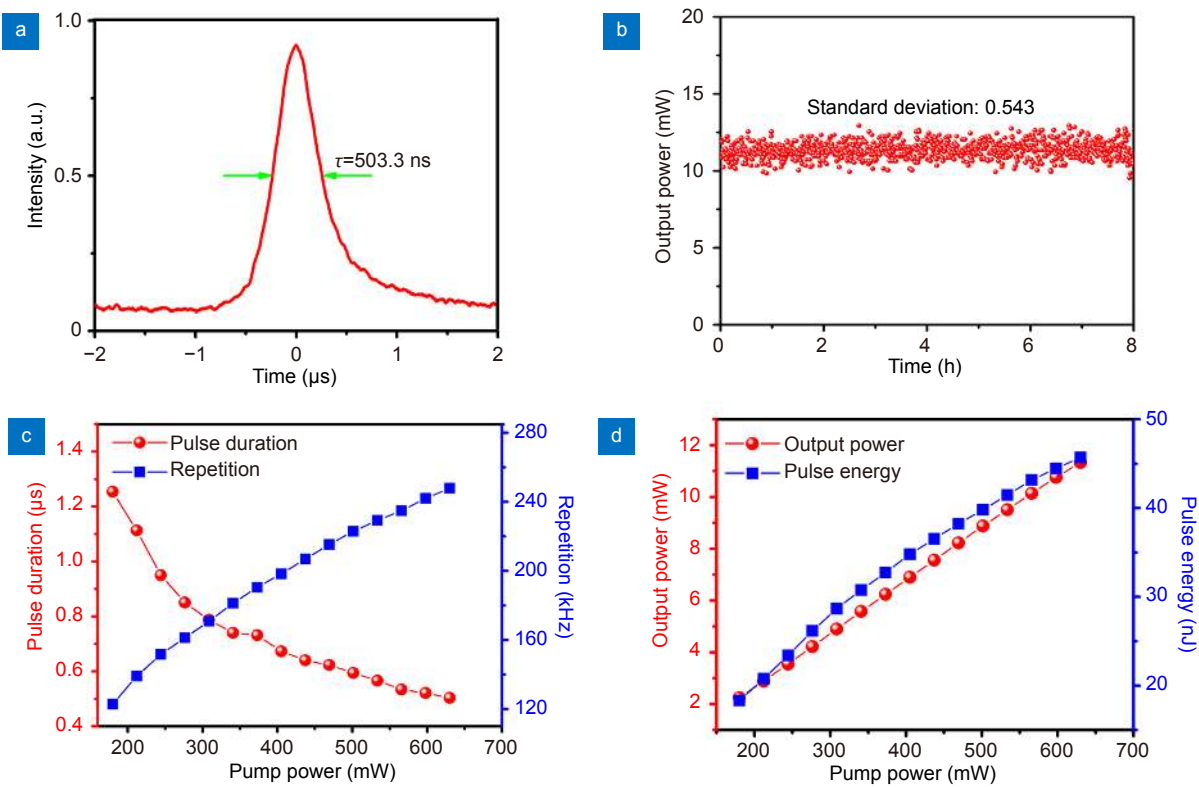 a
1.0
0.5
0
Intensity (a.u.)
τ=503.3 ns
−2
−1
0
1
2
Time (µs)
b
20
15
10
5
0
Output power (mW)
Standard deviation: 0.543
0
2
4
6
8
Time (h)
c
1.4
1.2
1.0
0.8
0.6
0.4
Pulse duration (µs)
Pulse duration
Repetition
280
240
200
160
120
Repetition (kHz)
200
300
400
500
600
700
Pump power (mW)
d
12
10
8
6
4
2
Output power (mW)
Output power
Pulse energy
50
40
30
20
Pulse energy (nJ)
200
300
400
500
600
700
Pump power (mW)